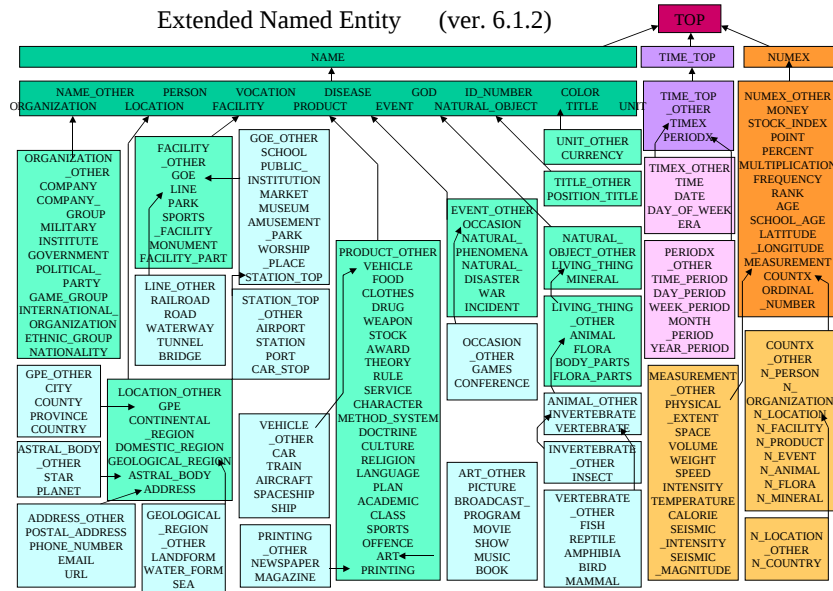 Extended Named Entity (ver. 6.1.2)
TOP
NAME
TIME_TOP
NUMEX
NAME_OTHER PERSON VOCATION DISEASE GOD ID_NUMBER COLOR
ORGANIZATION LOCATION FACILITY PRODUCT EVENT NATURAL_OBJECT TITLE UNIT
TIME_TOP
_OTHER
TIMEX
PERIODX
NUMEX_OTHER
MONEY
STOCK_INDEX
POINT
PERCENT
MULTIPLICATION
FREQUENCY
RANK
AGE
SCHOOL_AGE
LATITUDE
_LONGITUDE
MEASUREMENT
COUNTX
ORDINAL
_NUMBER
ORGANIZATION
_OTHER
COMPANY
COMPANY_
GROUP
MILITARY
INSTITUTE
GOVERNMENT
POLITICAL_
PARTY
GAME_GROUP
INTERNATIONAL_
ORGANIZATION
ETHNIC_GROUP
NATIONALITY
FACILITY
_OTHER
GOE
LINE
PARK
SPORTS
_FACILITY
MONUMENT
FACILITY_PART
GOE_OTHER
SCHOOL
PUBLIC_
INSTITUTION
MARKET
MUSEUM
AMUSEMENT
_PARK
WORSHIP
_PLACE
STATION_TOP
LINE_OTHER
RAILROAD
ROAD
WATERWAY
TUNNEL
BRIDGE
STATION_TOP
_OTHER
AIRPORT
STATION
PORT
CAR_STOP
PRODUCT_OTHER
VEHICLE
FOOD
CLOTHES
DRUG
WEAPON
STOCK
AWARD
THEORY
RULE
SERVICE
CHARACTER
METHOD_SYSTEM
DOCTRINE
CULTURE
RELIGION
LANGUAGE
PLAN
ACADEMIC
CLASS
SPORTS
OFFENCE
ART
PRINTING
EVENT_OTHER
OCCASION
NATURAL_
PHENOMENA
NATURAL_
DISASTER
WAR
INCIDENT
OCCASION
_OTHER
GAMES
CONFERENCE
UNIT_OTHER
CURRENCY
TITLE_OTHER
POSITION_TITLE
NATURAL_
OBJECT_OTHER
LIVING_THING
MINERAL
LIVING_THING
_OTHER
ANIMAL
FLORA
BODY_PARTS
FLORA_PARTS
ANIMAL_OTHER
INVERTEBRATE
VERTEBRATE
INVERTEBRATE
_OTHER
INSECT
VERTEBRATE
_OTHER
FISH
REPTILE
AMPHIBIA
BIRD
MAMMAL
TIMEX_OTHER
TIME
DATE
DAY_OF_WEEK
ERA
PERIODX
_OTHER
TIME_PERIOD
DAY_PERIOD
WEEK_PERIOD
MONTH
_PERIOD
YEAR_PERIOD
MEASUREMENT
_OTHER
PHYSICAL
_EXTENT
SPACE
VOLUME
WEIGHT
SPEED
INTENSITY
TEMPERATURE
CALORIE
SEISMIC
_INTENSITY
SEISMIC
_MAGNITUDE
COUNTX
_OTHER
N_PERSON
N_
ORGANIZATION
N_LOCATION
N_FACILITY
N_PRODUCT
N_EVENT
N_ANIMAL
N_FLORA
N_MINERAL
N_LOCATION
_OTHER
N_COUNTRY
GPE_OTHER
CITY
COUNTY
PROVINCE
COUNTRY
LOCATION_OTHER
GPE
CONTINENTAL
_REGION
DOMESTIC_REGION
GEOLOGICAL_REGION
ASTRAL_BODY
ADDRESS
ASTRAL_BODY
_OTHER
STAR
PLANET
ADDRESS_OTHER
POSTAL_ADDRESS
PHONE_NUMBER
EMAIL
URL
GEOLOGICAL
_REGION
_OTHER
LANDFORM
WATER_FORM
SEA
VEHICLE
_OTHER
CAR
TRAIN
AIRCRAFT
SPACESHIP
SHIP
PRINTING
_OTHER
NEWSPAPER
MAGAZINE
ART_OTHER
PICTURE
BROADCAST_
PROGRAM
MOVIE
SHOW
MUSIC
BOOK